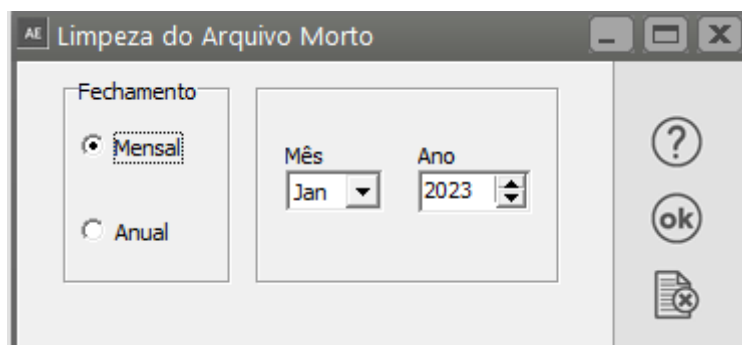 AE Limpeza do Arquivo Morto
Fechamento
Mensal
Anual
Mês
Jan
Ano
2023
?
ok